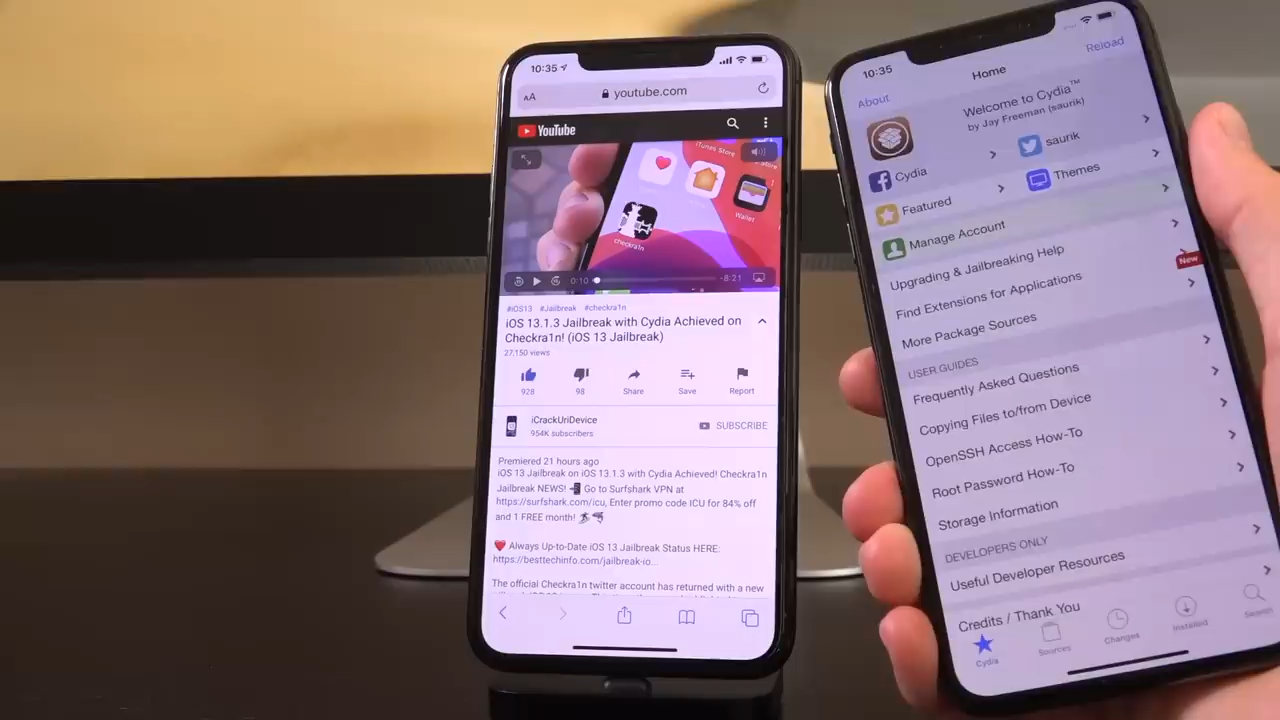 10:35
AA
youtube.com
YouTube
iTunes Store
Store
Wallet
checkra1n
0:10
-8:21
#iOS13 #Jailbreak #checkra1n
iOS 13.1.3 Jailbreak with Cydia Achieved on
Checkra1n! (iOS 13 Jailbreak)
27,150 views
928
98
Share
Save
Report
iCrackUriDevice
954K subscribers
SUBSCRIBE
Premiered 21 hours ago
iOS 13 Jailbreak on iOS 13.1.3 with Cydia Achieved! Checkra1n
Jailbreak NEWS! 📲 Go to Surfshark VPN at
https://surfshark.com/icu, Enter promo code ICU for 84% off
and 1 FREE month! 🏄🦈
❤️ Always Up-to-Date iOS 13 Jailbreak Status HERE:
https://besttechinfo.com/jailbreak-io...
The official Checkra1n twitter account has returned with a new
10:35
Reload
Home
About
Welcome to Cydia™
by Jay Freeman (saurik)
Cydia
saurik
Featured
Themes
Manage Account
Upgrading & Jailbreaking Help
New
Find Extensions for Applications
More Package Sources
USER GUIDES
Frequently Asked Questions
Copying Files to/from Device
OpenSSH Access How-To
Root Password How-To
Storage Information
DEVELOPERS ONLY
Useful Developer Resources
Credits / Thank You
Cydia
Sources
Changes
Installed
Search